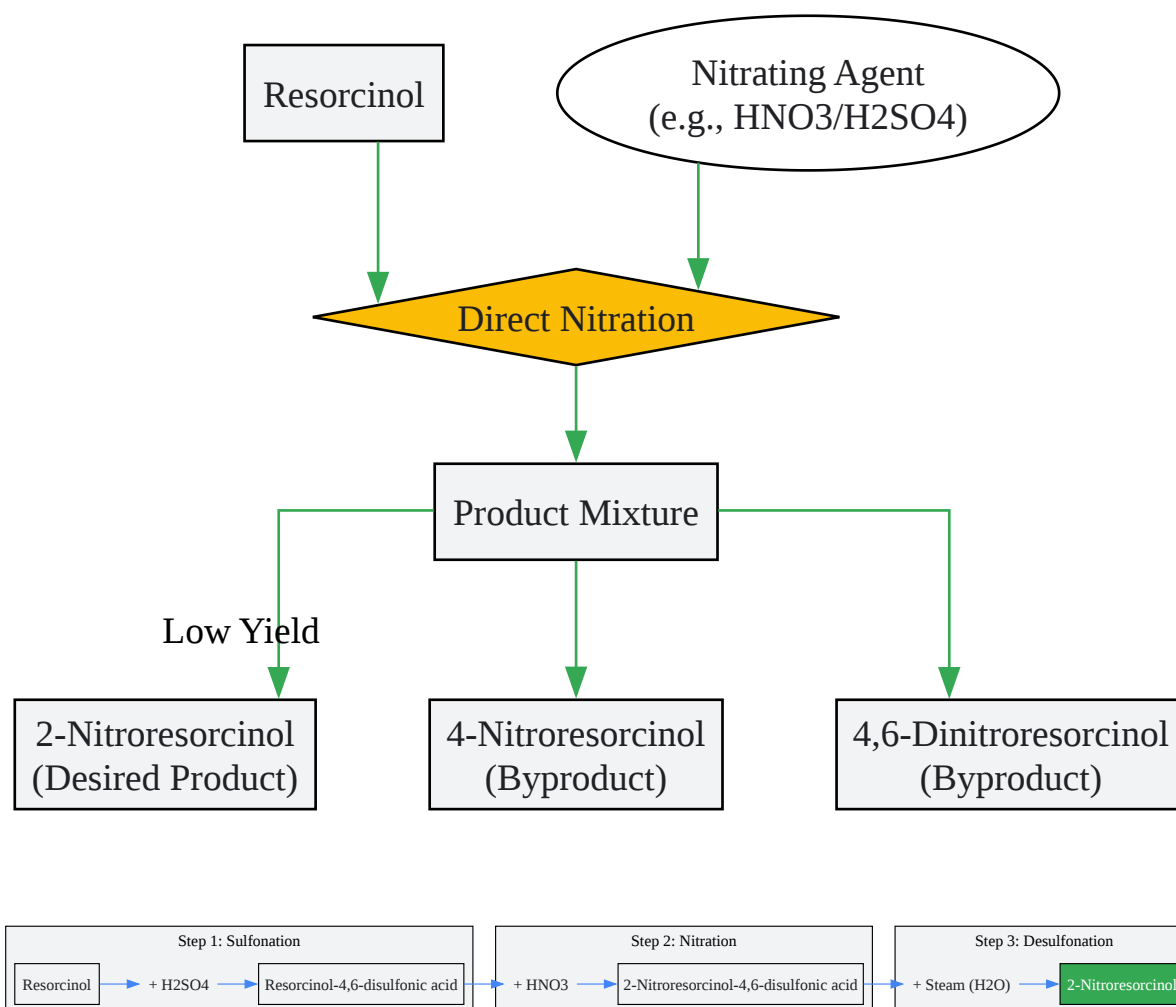 Resorcinol
Nitrating Agent
(e.g., HNO3/H2SO4)
Direct Nitration
Product Mixture
Low Yield
2-Nitroresorcinol
(Desired Product)
4-Nitroresorcinol
(Byproduct)
4,6-Dinitroresorcinol
(Byproduct)
Step 1: Sulfonation
Resorcinol
+ H2SO4
Resorcinol-4,6-disulfonic acid
Step 2: Nitration
+ HNO3
2-Nitroresorcinol-4,6-disulfonic acid
Step 3: Desulfonation
+ Steam (H2O)
2-Nitroresorcinol